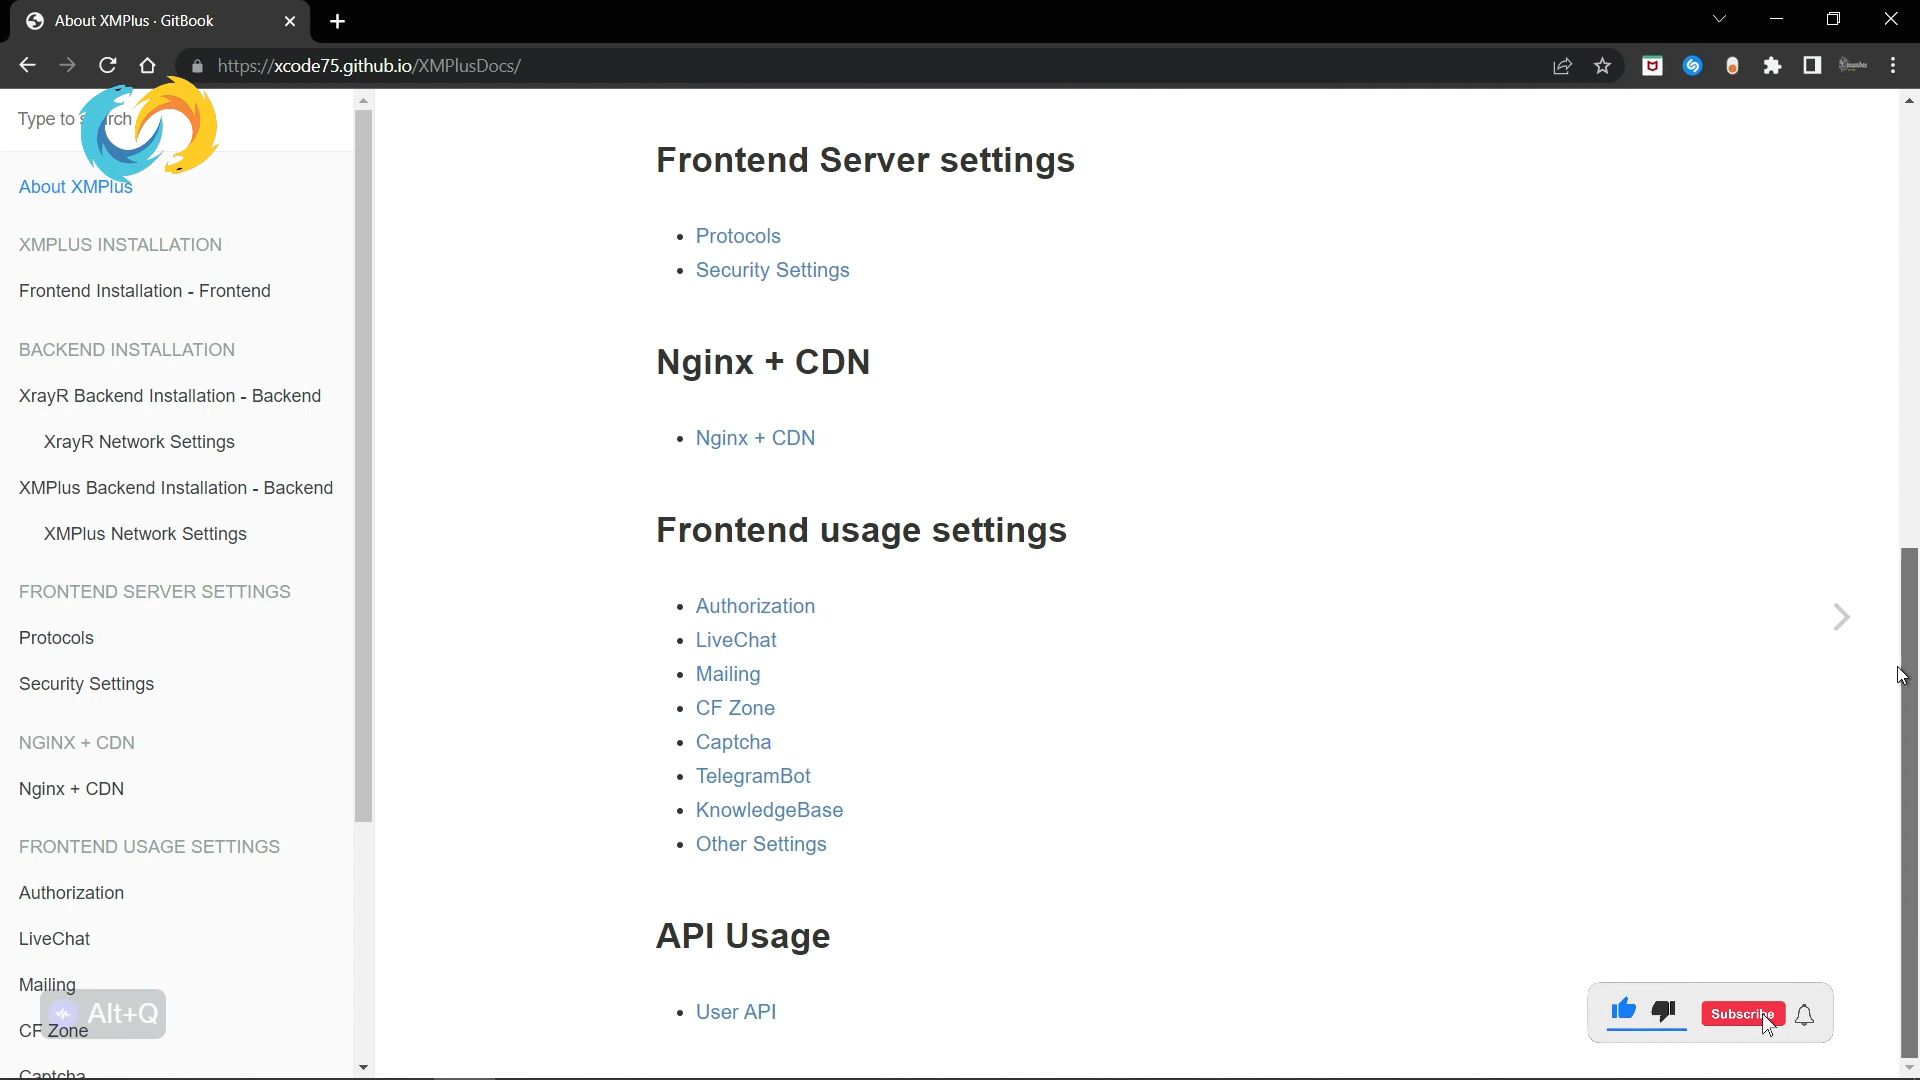 About XMPlus · GitBook
https://xcode75.github.io/XMPlusDocs/
Type to s rch
About XMPlus
XMPLUS INSTALLATION
Frontend Installation - Frontend
BACKEND INSTALLATION
XrayR Backend Installation - Backend
XrayR Network Settings
XMPlus Backend Installation - Backend
XMPlus Network Settings
FRONTEND SERVER SETTINGS
Protocols
Security Settings
NGINX + CDN
Nginx + CDN
FRONTEND USAGE SETTINGS
Authorization
LiveChat
Mailing
Alt+Q
CF Zone
Captcha
Frontend Server settings
• Protocols
• Security Settings
Nginx + CDN
• Nginx + CDN
Frontend usage settings
• Authorization
• LiveChat
• Mailing
• CF Zone
• Captcha
• TelegramBot
• KnowledgeBase
• Other Settings
API Usage
• User API
Subscribe